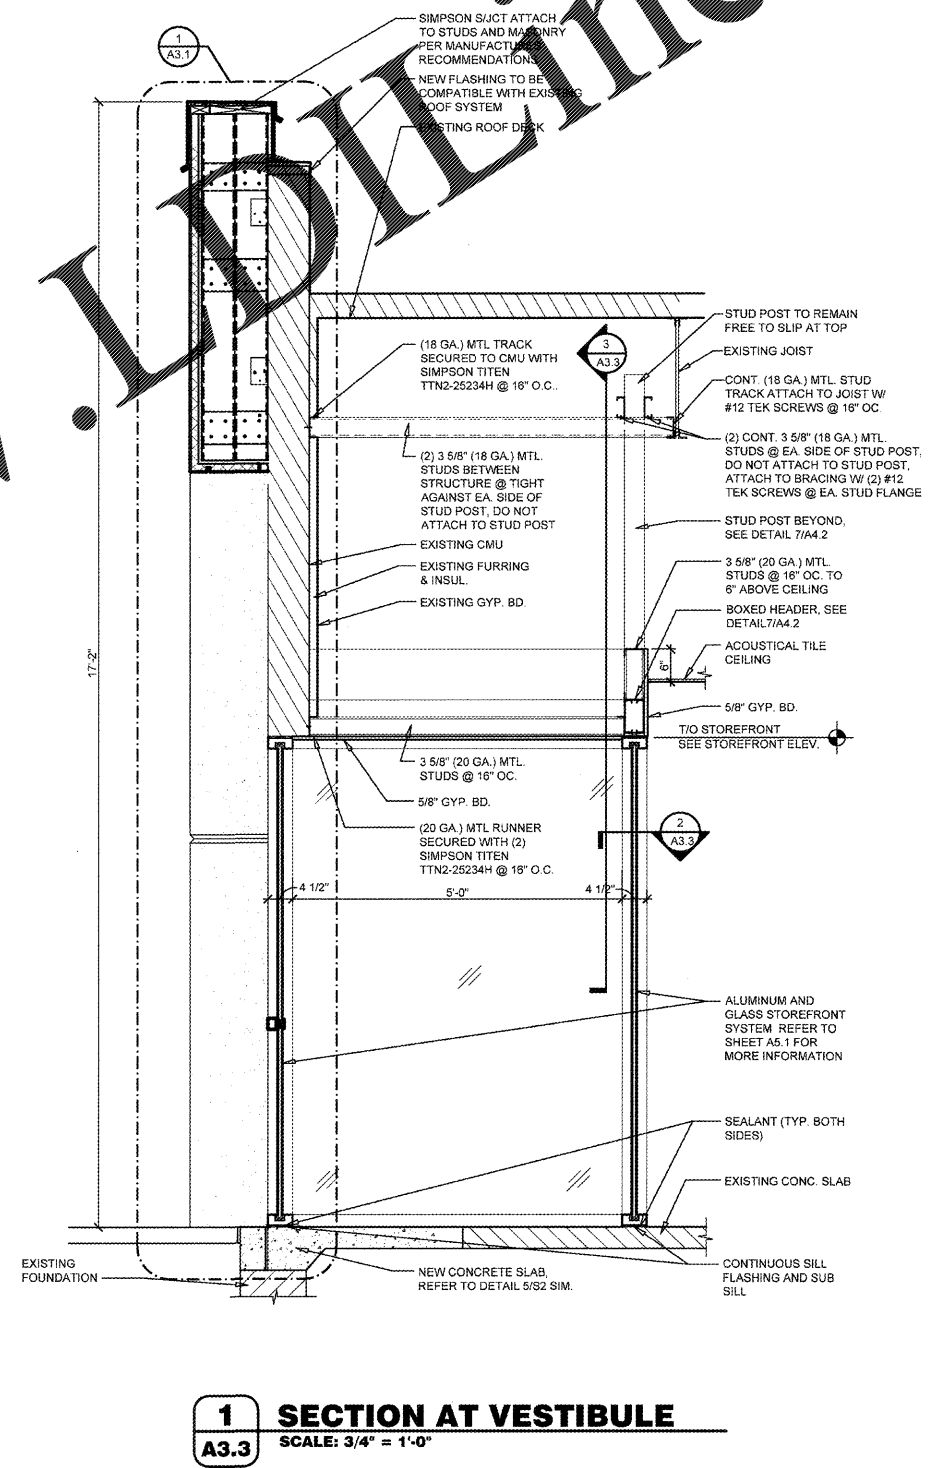 SIMPSON S/JCT ATTACH
TO STUDS AND MASONRY
PER MANUFACTURES
RECOMMENDATIONS
1
A3.1
NEW FLASHING TO BE
COMPATIBLE WITH EXISTING
ROOF SYSTEM
EXISTING ROOF DECK
.LDILine
STUD POST TO REMAIN
FREE TO SLIP AT TOP
(18 GA.) MTL TRACK
SECURED TO CMU WITH
SIMPSON TITEN
TTN2-25234H @ 16" O.C..
3
A3.3
EXISTING JOIST
CONT. (18 GA.) MTL. STUD
TRACK ATTACH TO JOIST W/
#12 TEK SCREWS @ 16" OC.
(2) CONT. 3 5/8" (18 GA.) MTL.
STUDS @ EA. SIDE OF STUD POST,
DO NOT ATTACH TO STUD POST,
ATTACH TO BRACING W/ (2) #12
TEK SCREWS @ EA. STUD FLANGE
(2) 3 5/8" (18 GA.) MTL.
STUDS BETWEEN
STRUCTURE @ TIGHT
AGAINST EA. SIDE OF
STUD POST, DO NOT
ATTACH TO STUD POST
STUD POST BEYOND,
SEE DETAIL 7/A4.2
EXISTING CMU
EXISTING FURRING
& INSUL.
EXISTING GYP. BD.
3 5/8" (20 GA.) MTL.
STUDS @ 16" OC. TO
6" ABOVE CEILING
BOXED HEADER, SEE
DETAIL7/A4.2
ACOUSTICAL TILE
CEILING
6"
17'-2"
5/8" GYP. BD.
T/O STOREFRONT
SEE STOREFRONT ELEV.
3 5/8" (20 GA.) MTL.
STUDS @ 16" OC.
5/8" GYP. BD.
(20 GA.) MTL RUNNER
SECURED WITH (2)
SIMPSON TITEN
TTN2-25234H @ 16" O.C.
2
A3.3
4 1/2"
5'-0"
4 1/2"
ALUMINUM AND
GLASS STOREFRONT
SYSTEM REFER TO
SHEET A5.1 FOR
MORE INFORMATION
SEALANT (TYP. BOTH
SIDES)
EXISTING CONC. SLAB
EXISTING
FOUNDATION
NEW CONCRETE SLAB,
REFER TO DETAIL 5/S2 SIM.
CONTINUOUS SILL
FLASHING AND SUB
SILL
1
A3.3
SECTION AT VESTIBULE
SCALE: 3/4" = 1'-0"